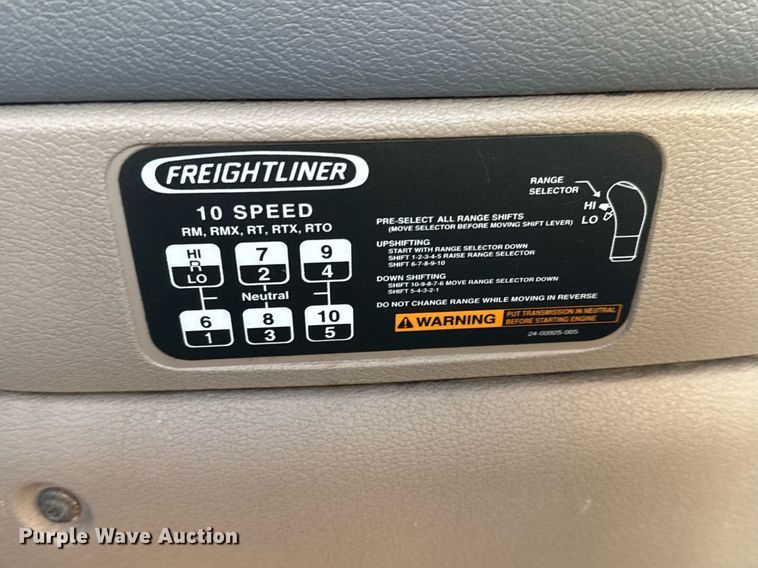 FREIGHTLINER
10 SPEED
RM, RMX, RT, RTX, RTO
HI
R
LO
7
2
9
4
Neutral
6
1
8
3
10
5
RANGE
SELECTOR
HI
LO
PRE-SELECT ALL RANGE SHIFTS
(MOVE SELECTOR BEFORE MOVING SHIFT LEVER)
UPSHIFTING
START WITH RANGE SELECTOR DOWN
SHIFT 1-2-3-4-5 RAISE RANGE SELECTOR
SHIFT 6-7-8-9-10
DOWN SHIFTING
SHIFT 10-9-8-7-6 MOVE RANGE SELECTOR DOWN
SHIFT 5-4-3-2-1
DO NOT CHANGE RANGE WHILE MOVING IN REVERSE
WARNING
PUT TRANSMISSION IN NEUTRAL
BEFORE STARTING ENGINE
24-00925-005
Purple Wave Auction